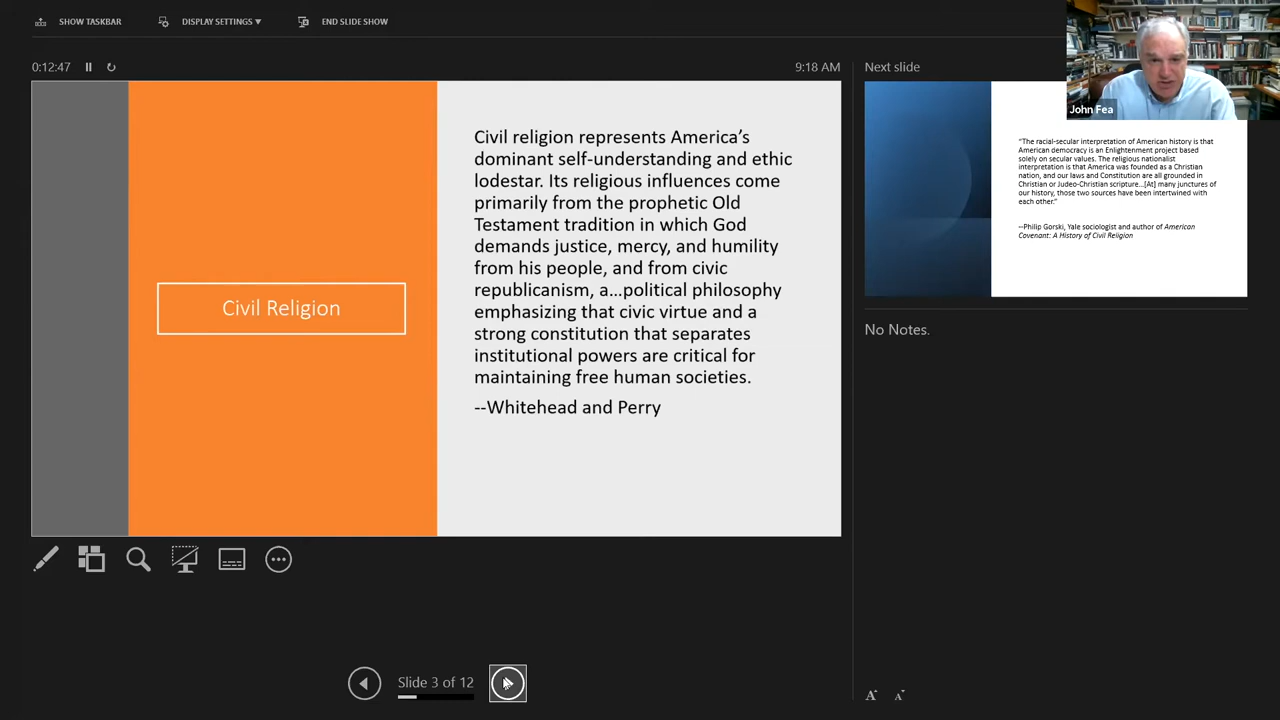 SHOW TASKBAR
DISPLAY SETTINGS ▼
END SLIDE SHOW
0:12:47
9:18 AM
Civil Religion
Civil religion represents America’s
dominant self-understanding and ethic
lodestar. Its religious influences come
primarily from the prophetic Old
Testament tradition in which God
demands justice, mercy, and humility
from his people, and from civic
republicanism, a…political philosophy
emphasizing that civic virtue and a
strong constitution that separates
institutional powers are critical for
maintaining free human societies.
--Whitehead and Perry
Slide 3 of 12
Next slide
John Fea
“The racial-secular interpretation of American history is that
American democracy is an Enlightenment project based
solely on secular values. The religious nationalist
interpretation is that America was founded as a Christian
nation, and our laws and Constitution are all grounded in
Christian or Judeo-Christian scripture…[At] many junctures of
our history, those two sources have been intertwined with
each other.”
--Philip Gorski, Yale sociologist and author of American
Covenant: A History of Civil Religion
No Notes.
A A